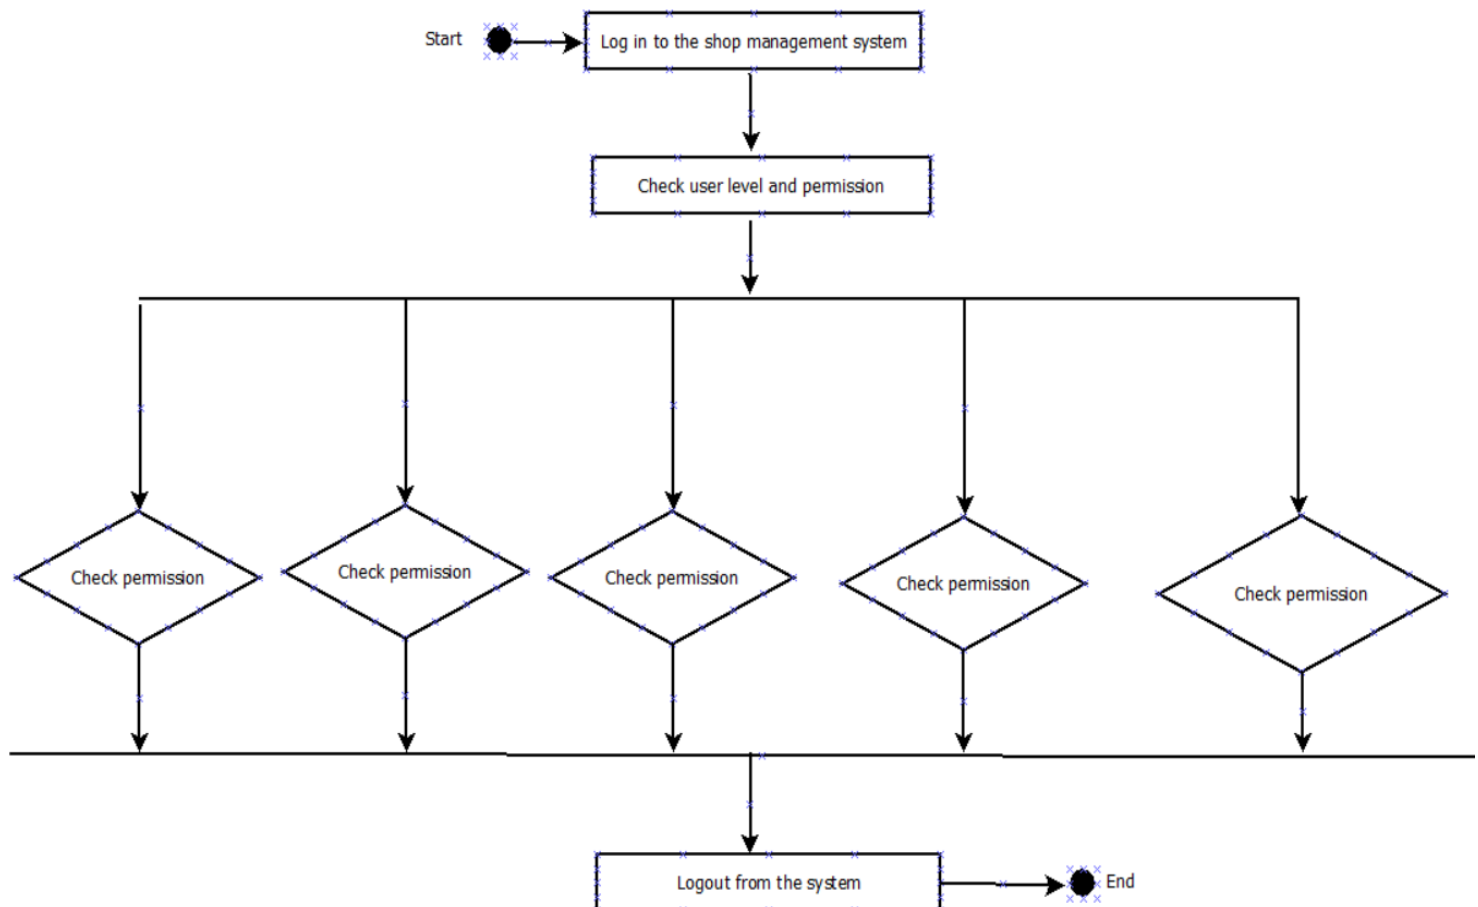 Start
Log in to the shop management system
Check user level and permission
Check permission
Check permission
Check permission
Check permission
Check permission
Logout from the system
End